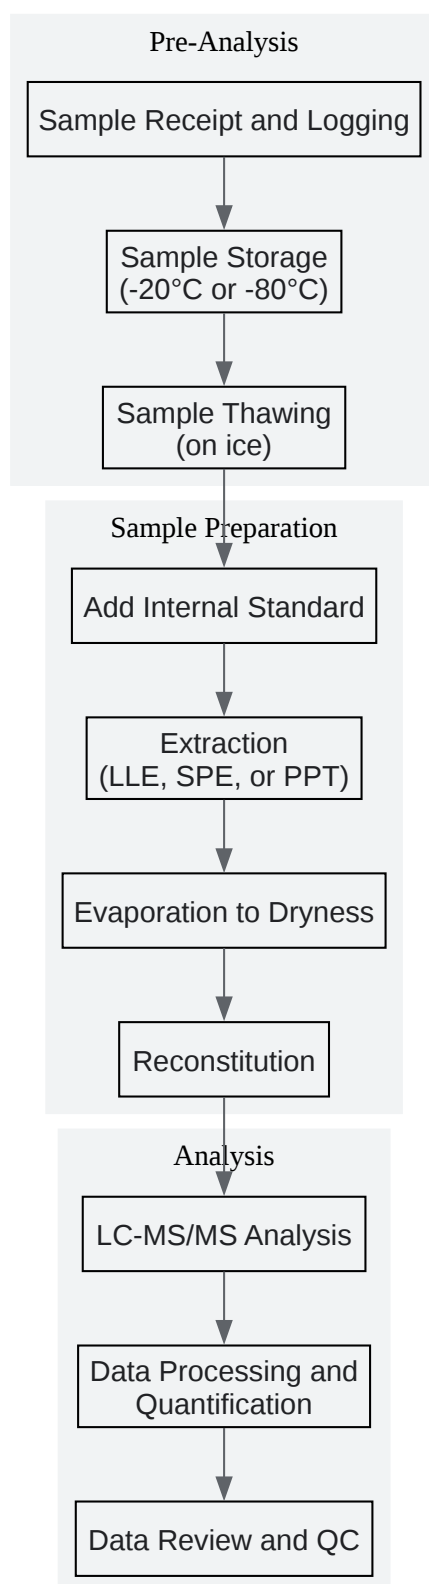 Pre-Analysis
Sample Receipt and Logging
Sample Storage
(-20°C or -80°C)
Sample Thawing
(on ice)
Sample Preparation
Add Internal Standard
Extraction
(LLE, SPE, or PPT)
Evaporation to Dryness
Reconstitution
Analysis
LC-MS/MS Analysis
Data Processing and
Quantification
Data Review and QC